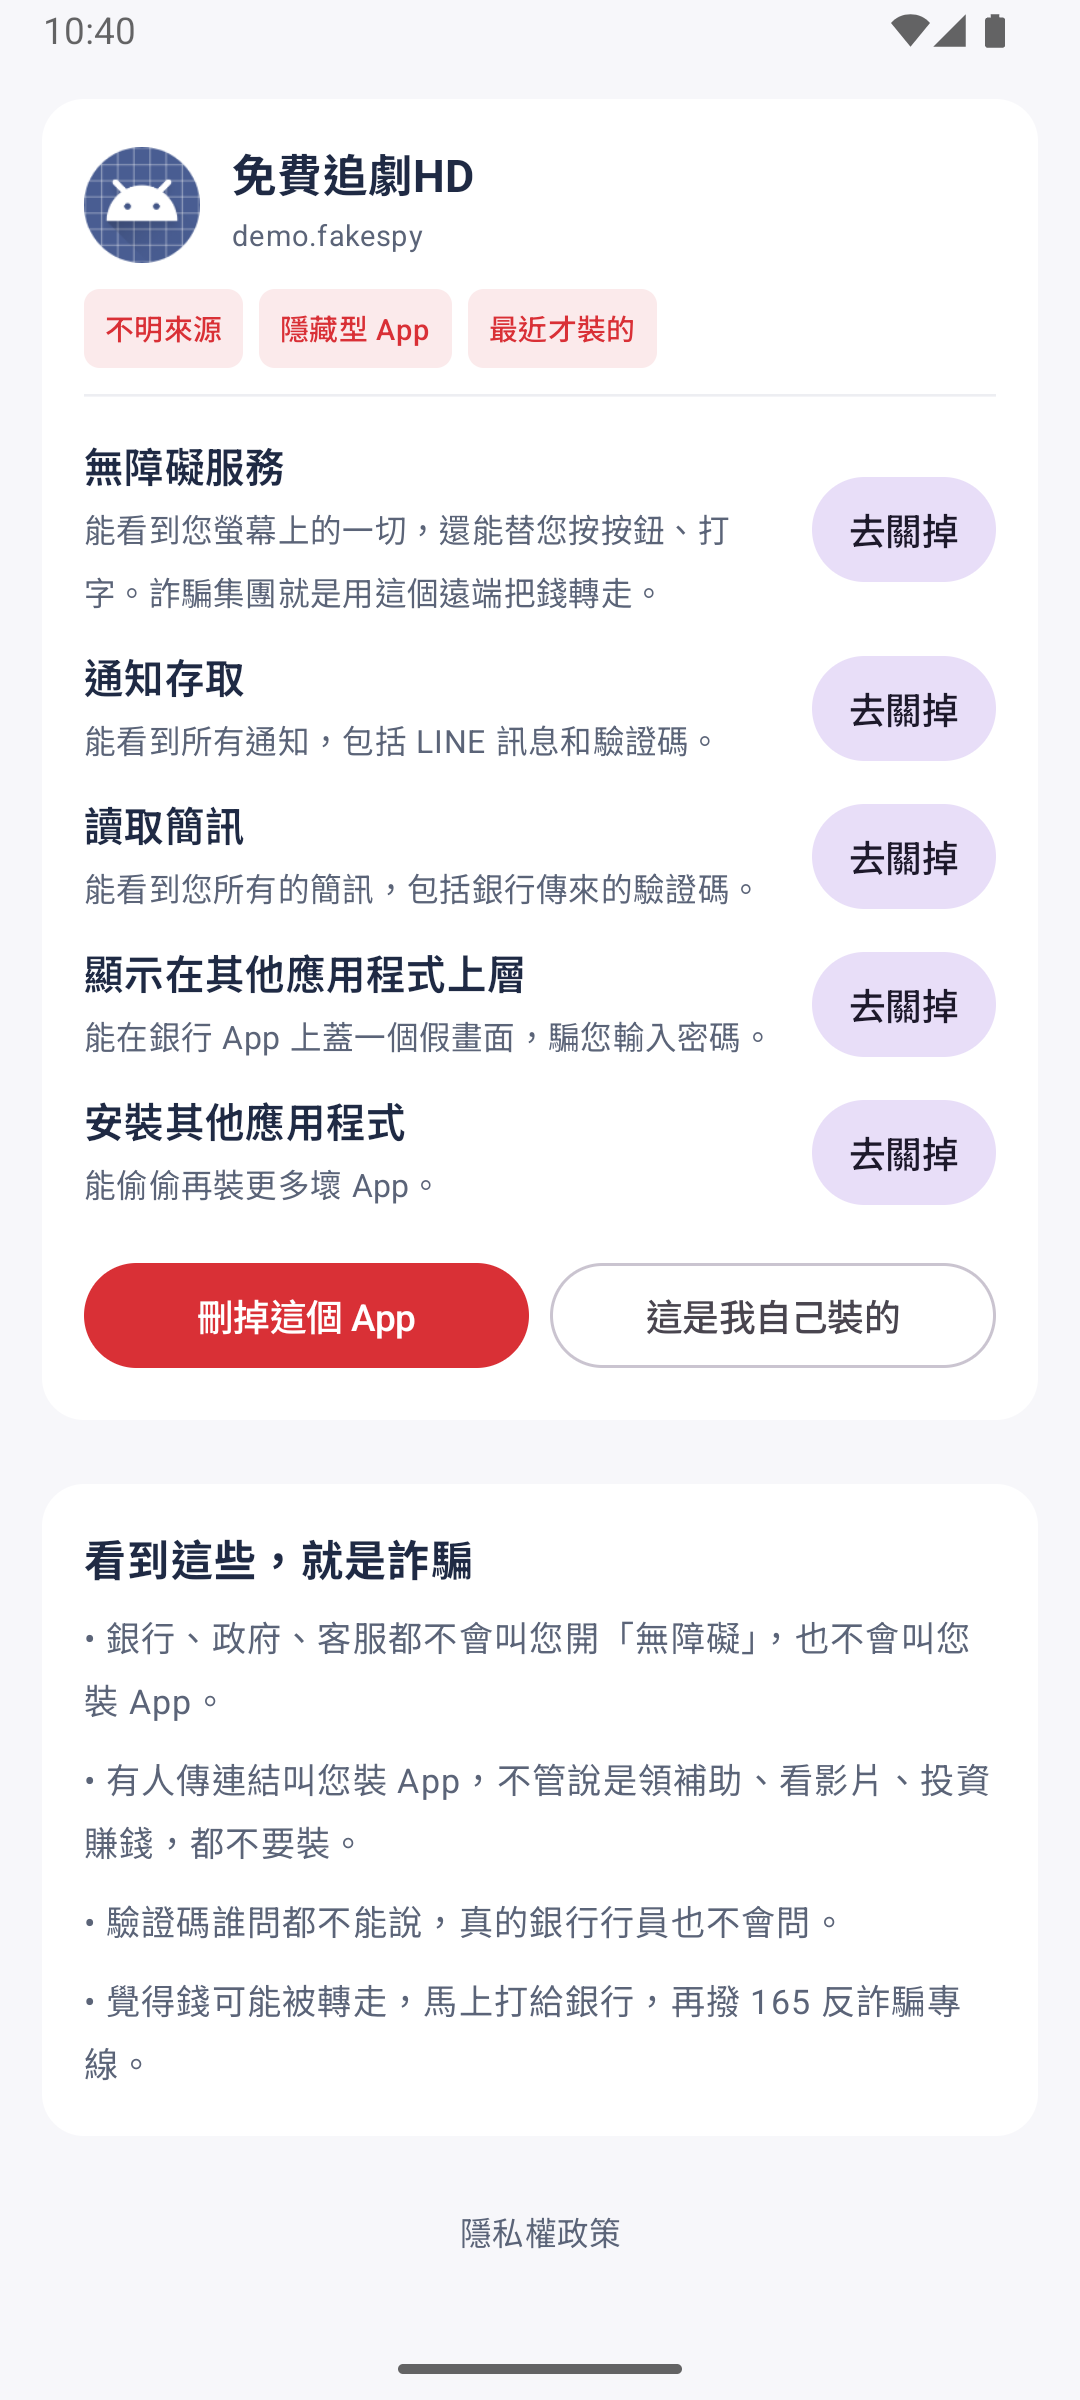 10:40
免費追劇HD
demo.fakespy
不明來源 隱藏型 App 最近才裝的
無障礙服務
能看到您螢幕上的一切，還能替您按按鈕、打
字。詐騙集團就是用這個遠端把錢轉走。
去關掉
通知存取
能看到所有通知，包括 LINE 訊息和驗證碼。
去關掉
讀取簡訊
能看到您所有的簡訊，包括銀行傳來的驗證碼。
去關掉
顯示在其他應用程式上層
能在銀行 App 上蓋一個假畫面，騙您輸入密碼。
去關掉
安裝其他應用程式
能偷偷再裝更多壞 App。
去關掉
刪掉這個 App 這是我自己裝的
看到這些，就是詐騙
• 銀行、政府、客服都不會叫您開「無障礙」，也不會叫您
裝 App。
• 有人傳連結叫您裝 App，不管說是領補助、看影片、投資
賺錢，都不要裝。
• 驗證碼誰問都不能說，真的銀行行員也不會問。
• 覺得錢可能被轉走，馬上打給銀行，再撥 165 反詐騙專
線。
隱私權政策